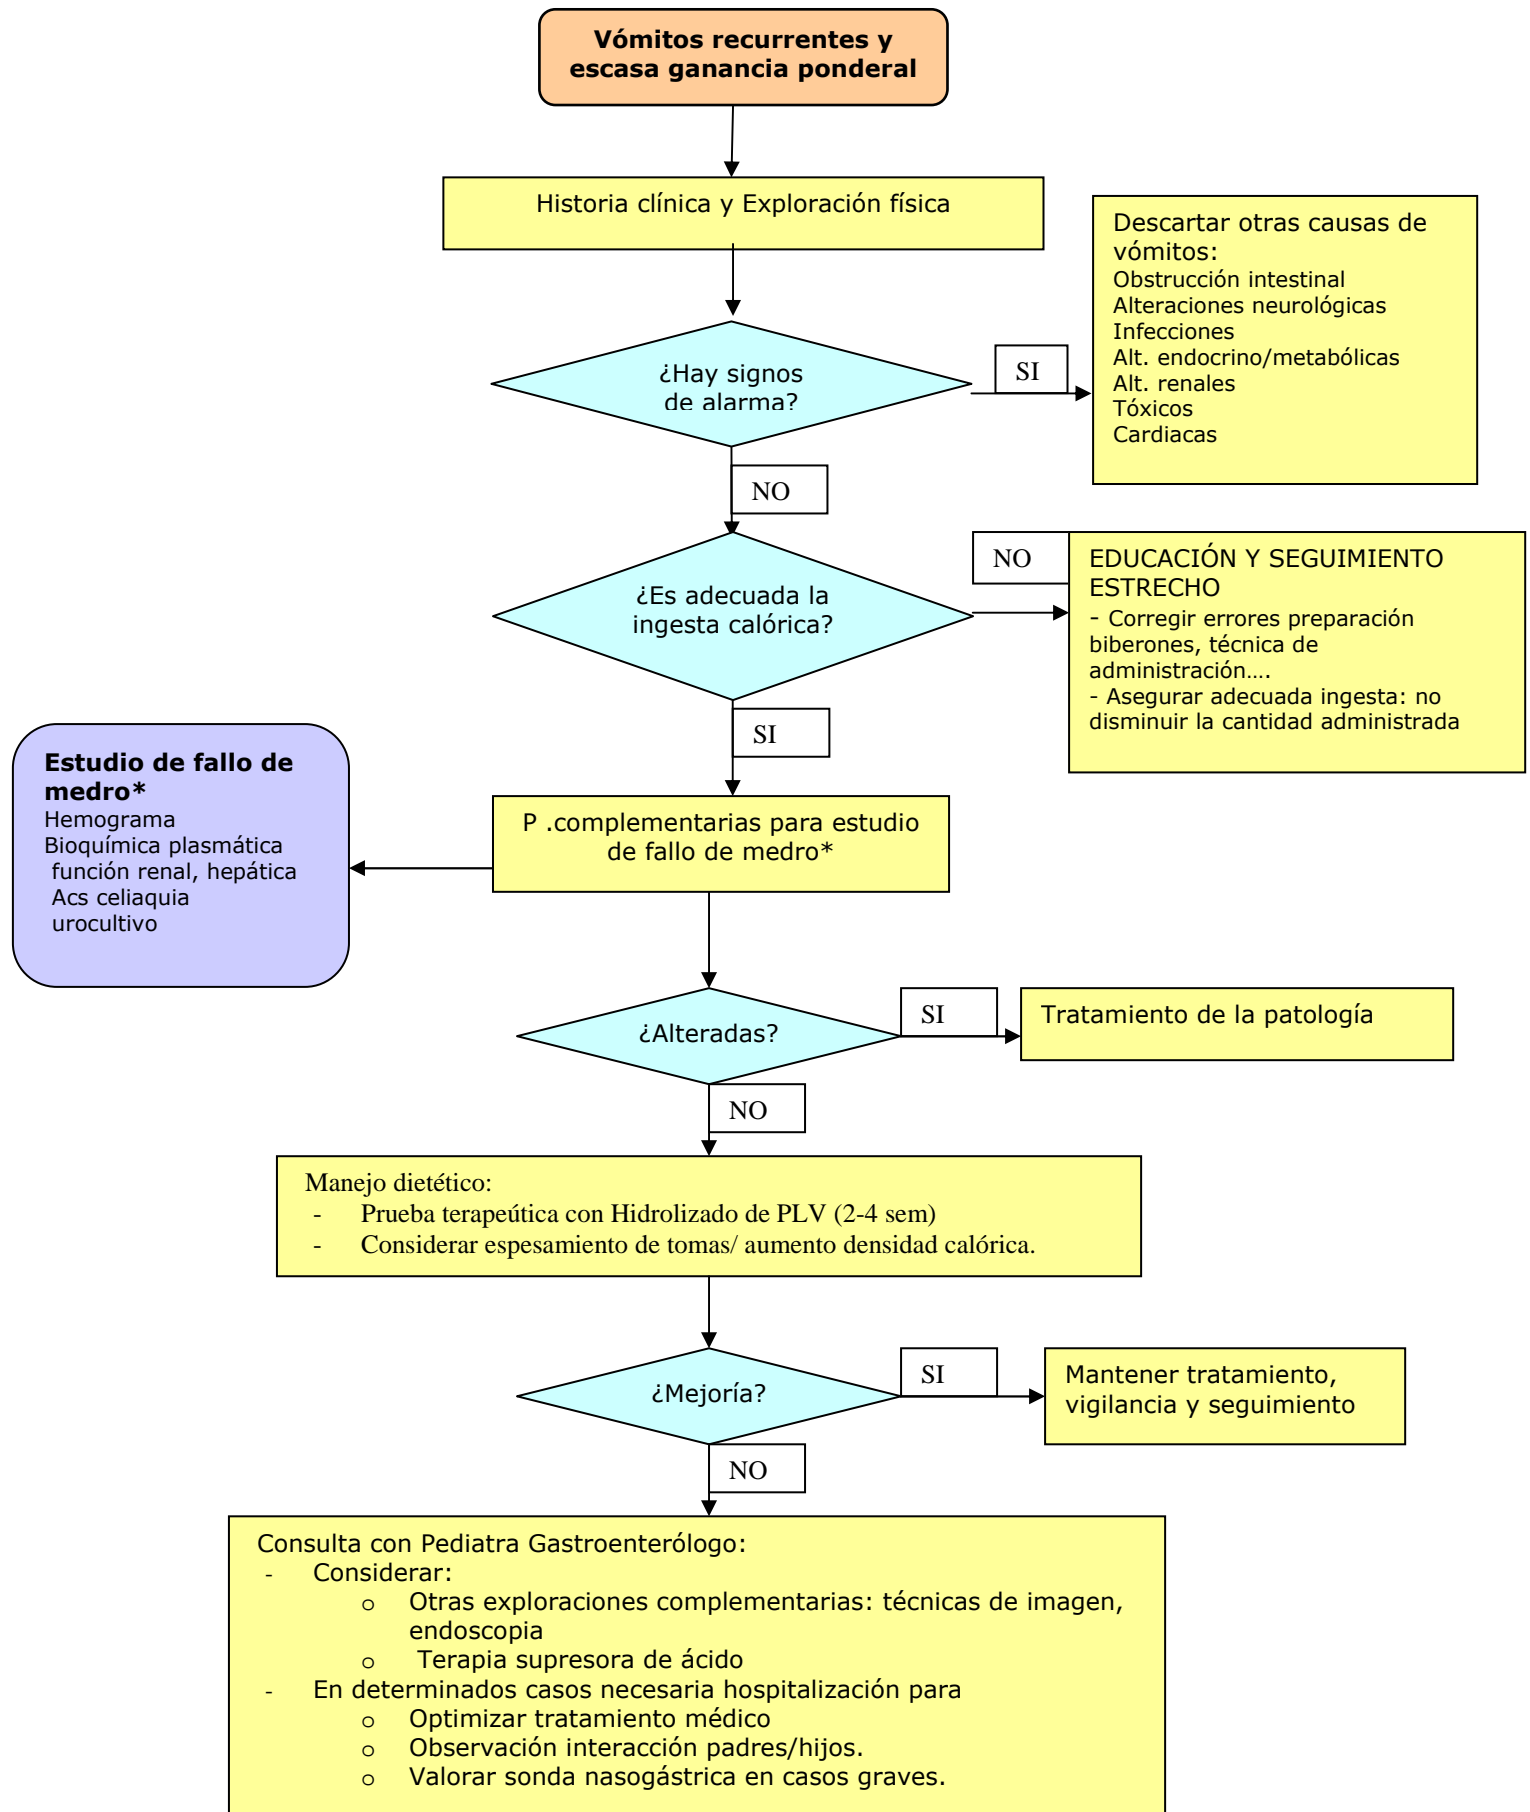 Vómitos recurrentes y
escasa ganancia ponderal
Historia clínica y Exploración física
Descartar otras causas de
vómitos:
Obstrucción intestinal
Alteraciones neurológicas
Infecciones
Alt. endocrino/metabólicas
Alt. renales
Tóxicos
Cardiacas
¿Hay signos
de alarma?
SI
NO
¿Es adecuada la
ingesta calórica?
NO
EDUCACIÓN Y SEGUIMIENTO
ESTRECHO
- Corregir errores preparación
biberones, técnica de
administración....
- Asegurar adecuada ingesta: no
disminuir la cantidad administrada
SI
Estudio de fallo de
medro*
Hemograma
Bioquímica plasmática
función renal, hepática
Acs celiaquia
urocultivo
P .complementarias para estudio
de fallo de medro*
¿Alteradas?
SI
Tratamiento de la patología
NO
Manejo dietético:
- Prueba terapeútica con Hidrolizado de PLV (2-4 sem)
- Considerar espesamiento de tomas/ aumento densidad calórica.
¿Mejoría?
SI
Mantener tratamiento,
vigilancia y seguimiento
NO
Consulta con Pediatra Gastroenterólogo:
- Considerar:
o Otras exploraciones complementarias: técnicas de imagen,
endoscopia
o Terapia supresora de ácido
- En determinados casos necesaria hospitalización para
o Optimizar tratamiento médico
o Observación interacción padres/hijos.
o Valorar sonda nasogástrica en casos graves.